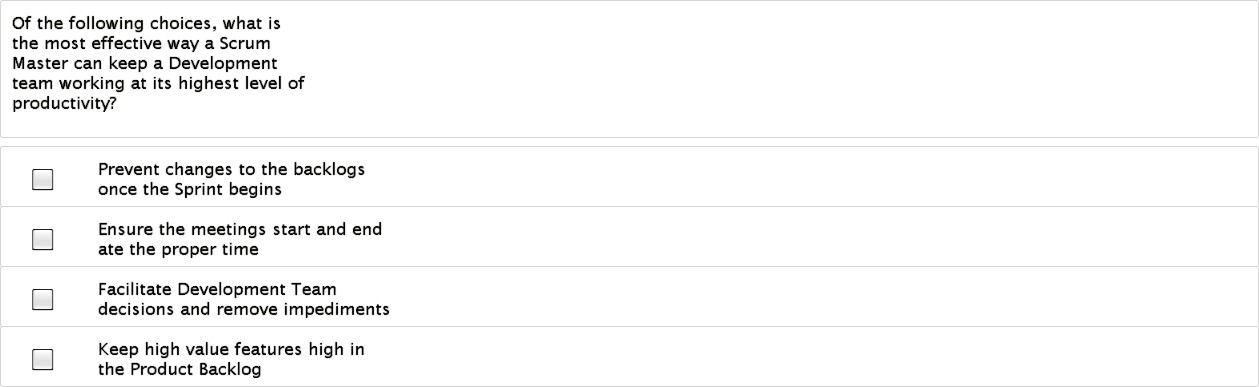 Of the following choices, what is
the most effective way a Scrum
Master can keep a Development
team working at its highest level of
productivity?
Prevent changes to the backlogs
once the Sprint begins
Ensure the meetings start and end
ate the proper time
Facilitate Development Team
decisions and remove impediments
Keep high value features high in
the Product Backlog